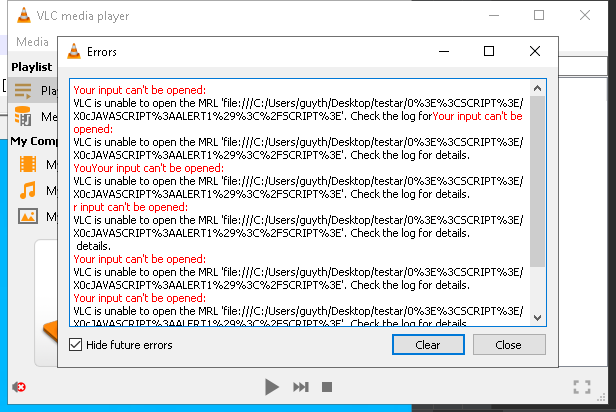 VLC media player
Media
Errors
Playlist
Play
Me
My Comp
My
My
My
Your input can't be opened:
VLC is unable to open the MRL 'file:///C:/Users/guyth/Desktop/testar/0%3E%3CSCRIPT%3E/
X0cJAVASCRIPT%3AALERT1%29%3C%2FSCRIPT%3E'. Check the log forYour input can't be
opened:
VLC is unable to open the MRL 'file:///C:/Users/guyth/Desktop/testar/0%3E%3CSCRIPT%3E/
X0cJAVASCRIPT%3AALERT1%29%3C%2FSCRIPT%3E'. Check the log for details.
YouYour input can't be opened:
VLC is unable to open the MRL 'file:///C:/Users/guyth/Desktop/testar/0%3E%3CSCRIPT%3E/
X0cJAVASCRIPT%3AALERT1%29%3C%2FSCRIPT%3E'. Check the log for details.
r input can't be opened:
VLC is unable to open the MRL 'file:///C:/Users/guyth/Desktop/testar/0%3E%3CSCRIPT%3E/
X0cJAVASCRIPT%3AALERT1%29%3C%2FSCRIPT%3E'. Check the log for details.
details.
Your input can't be opened:
VLC is unable to open the MRL 'file:///C:/Users/guyth/Desktop/testar/0%3E%3CSCRIPT%3E/
X0cJAVASCRIPT%3AALERT1%29%3C%2FSCRIPT%3E'. Check the log for details.
Your input can't be opened:
VLC is unable to open the MRL 'file:///C:/Users/guyth/Desktop/testar/0%3E%3CSCRIPT%3E/
X0cJAVASCRIPT%3AALERT1%29%3C%2FSCRIPT%3E'. Check the log for details.
Hide future errors
Clear
Close